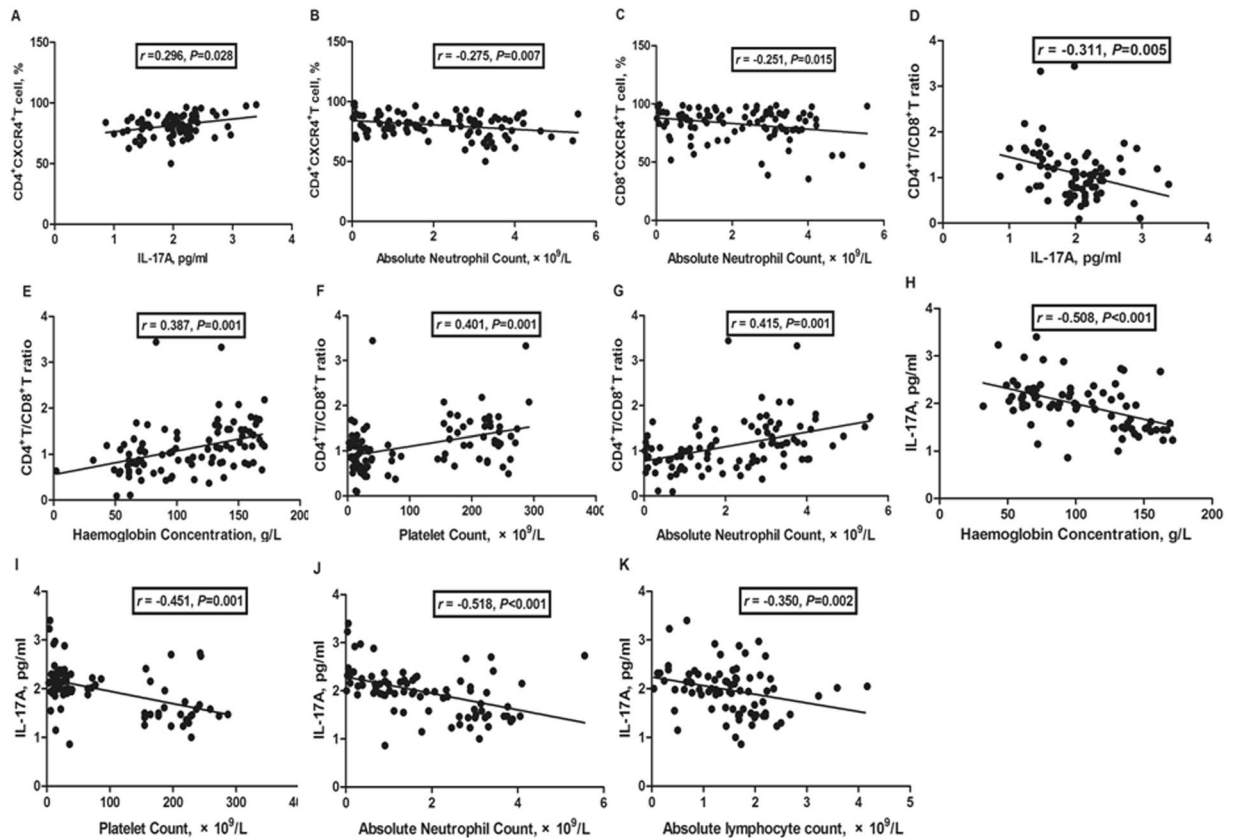 A
r =0.296, P=0.028
CD4⁺CXCR4⁺T cell, %
150
100
50
0
0 1 2 3 4
IL-17A, pg/ml
B
r = -0.275, P=0.007
CD4⁺CXCR4⁺T cell, %
150
100
50
0
0 2 4 6
Absolute Neutrophil Count, × 10⁹/L
C
r = -0.251, P=0.015
CD8⁺CXCR4⁺T cell, %
150
100
50
0
0 2 4 6
Absolute Neutrophil Count, × 10⁹/L
D
r = -0.311, P=0.005
CD4⁺T/CD8⁺T ratio
4
3
2
1
0
0 1 2 3 4
IL-17A, pg/ml
E
r = 0.387, P=0.001
CD4⁺T/CD8⁺T ratio
4
3
2
1
0
0 50 100 150 200
Haemoglobin Concentration, g/L
F
r = 0.401, P=0.001
CD4⁺T/CD8⁺T ratio
4
3
2
1
0
0 100 200 300 400
Platelet Count, × 10⁹/L
G
r = 0.415, P=0.001
CD4⁺T/CD8⁺T ratio
4
3
2
1
0
0 2 4 6
Absolute Neutrophil Count, × 10⁹/L
H
r = -0.508, P<0.001
IL-17A, pg/ml
4
3
2
1
0
0 50 100 150 200
Haemoglobin Concentration, g/L
I
r = -0.451, P=0.001
IL-17A, pg/ml
4
3
2
1
0
0 100 200 300
Platelet Count, × 10⁹/L
J
r = -0.518, P<0.001
IL-17A, pg/ml
4
3
2
1
0
0 2 4 6
Absolute Neutrophil Count, × 10⁹/L
K
r = -0.350, P=0.002
IL-17A, pg/ml
4
3
2
1
0
0 1 2 3 4 5
Absolute lymphocyte count, × 10⁹/L